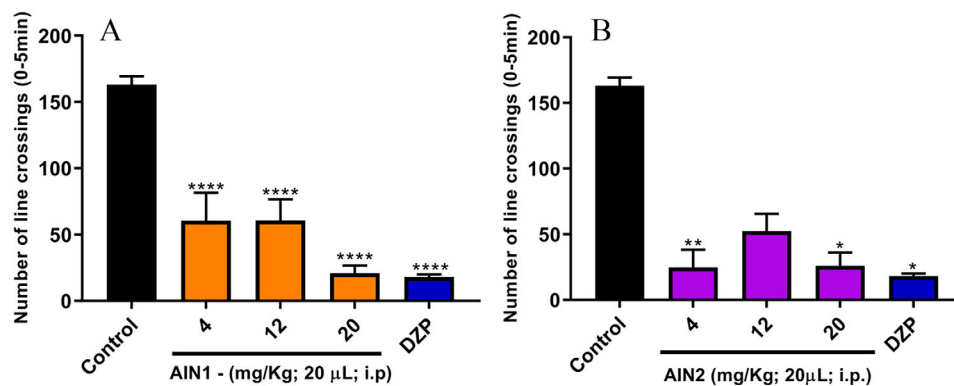 A
Number of line crossings (0-5min)
200
150
100
50
0
****
****
****
****
Control
4
12
20
DZP
AIN1 - (mg/Kg; 20 μL; i.p)
B
Number of line crossings (0-5min)
200
150
100
50
0
**
*
*
Control
4
12
20
DZP
AIN2 (mg/Kg; 20μL; i.p.)